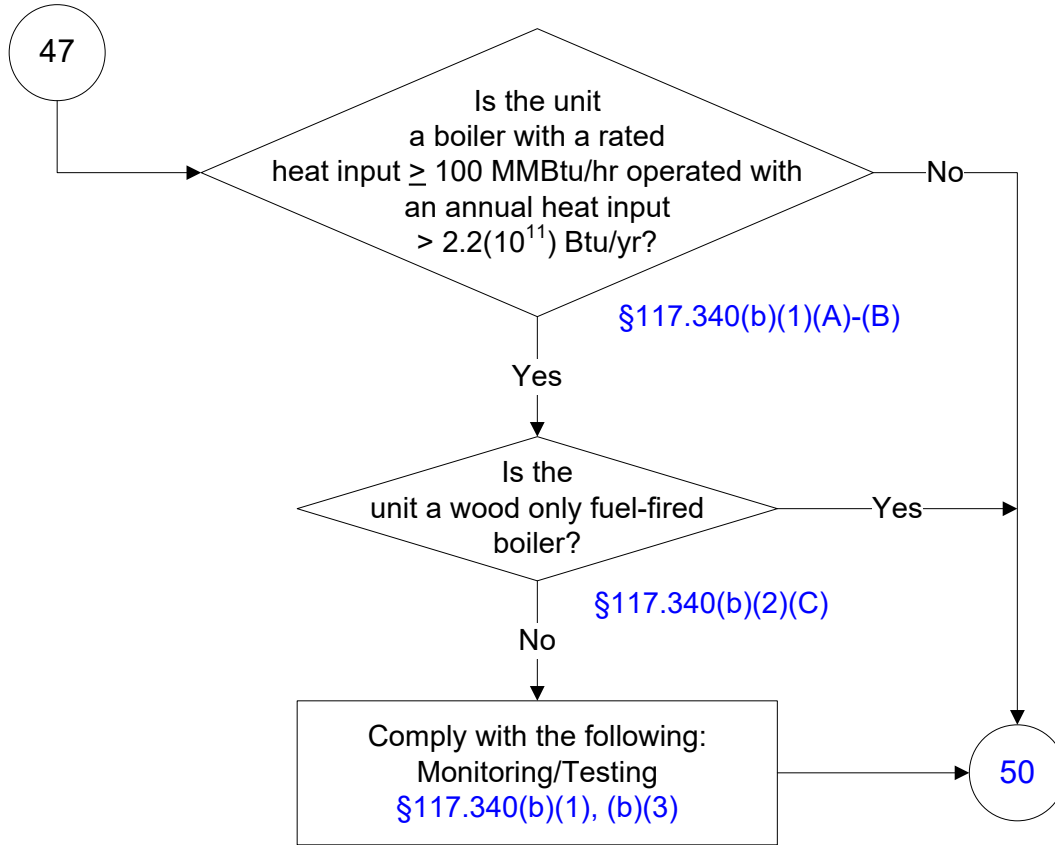 47
Is the unit
a boiler with a rated
heat input ≥ 100 MMBtu/hr operated with
an annual heat input
> 2.2(10¹¹) Btu/yr?
No
§117.340(b)(1)(A)-(B)
Yes
Is the
unit a wood only fuel-fired
boiler?
Yes
§117.340(b)(2)(C)
No
Comply with the following:
Monitoring/Testing
§117.340(b)(1), (b)(3)
50